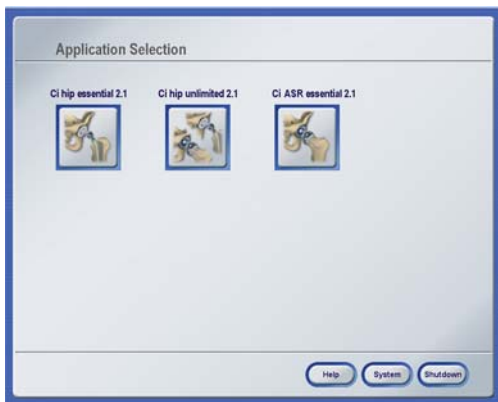 Application Selection
Ci hip essential 2.1 Ci hip unlimited 2.1 Ci ASR essential 2.1
Help System Shutdown